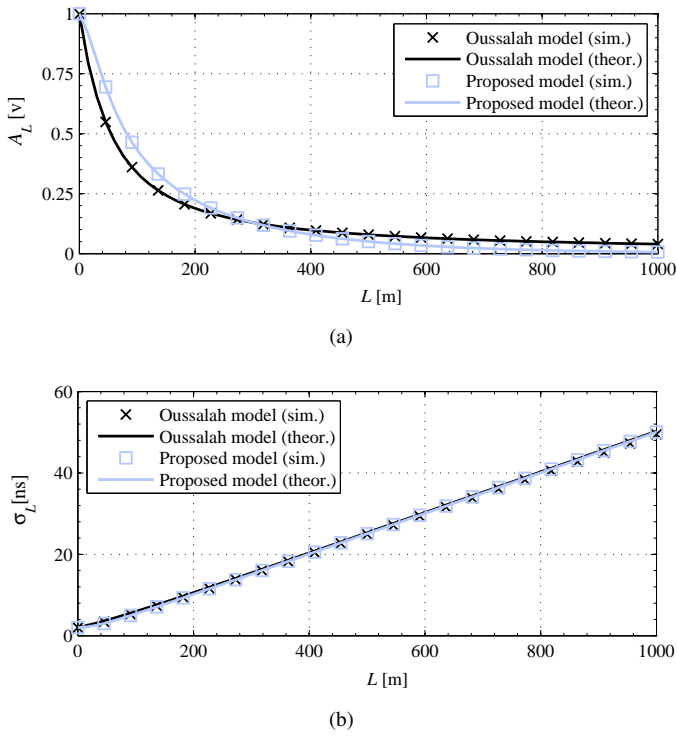 1
0.75
0.5
0.25
0
A_L [v]
Oussalah model (sim.)
Oussalah model (theor.)
Proposed model (sim.)
Proposed model (theor.)
0 200 400 600 800 1000
L [m]
(a)
60
40
20
0
σ_L [ns]
Oussalah model (sim.)
Oussalah model (theor.)
Proposed model (sim.)
Proposed model (theor.)
0 200 400 600 800 1000
L [m]
(b)